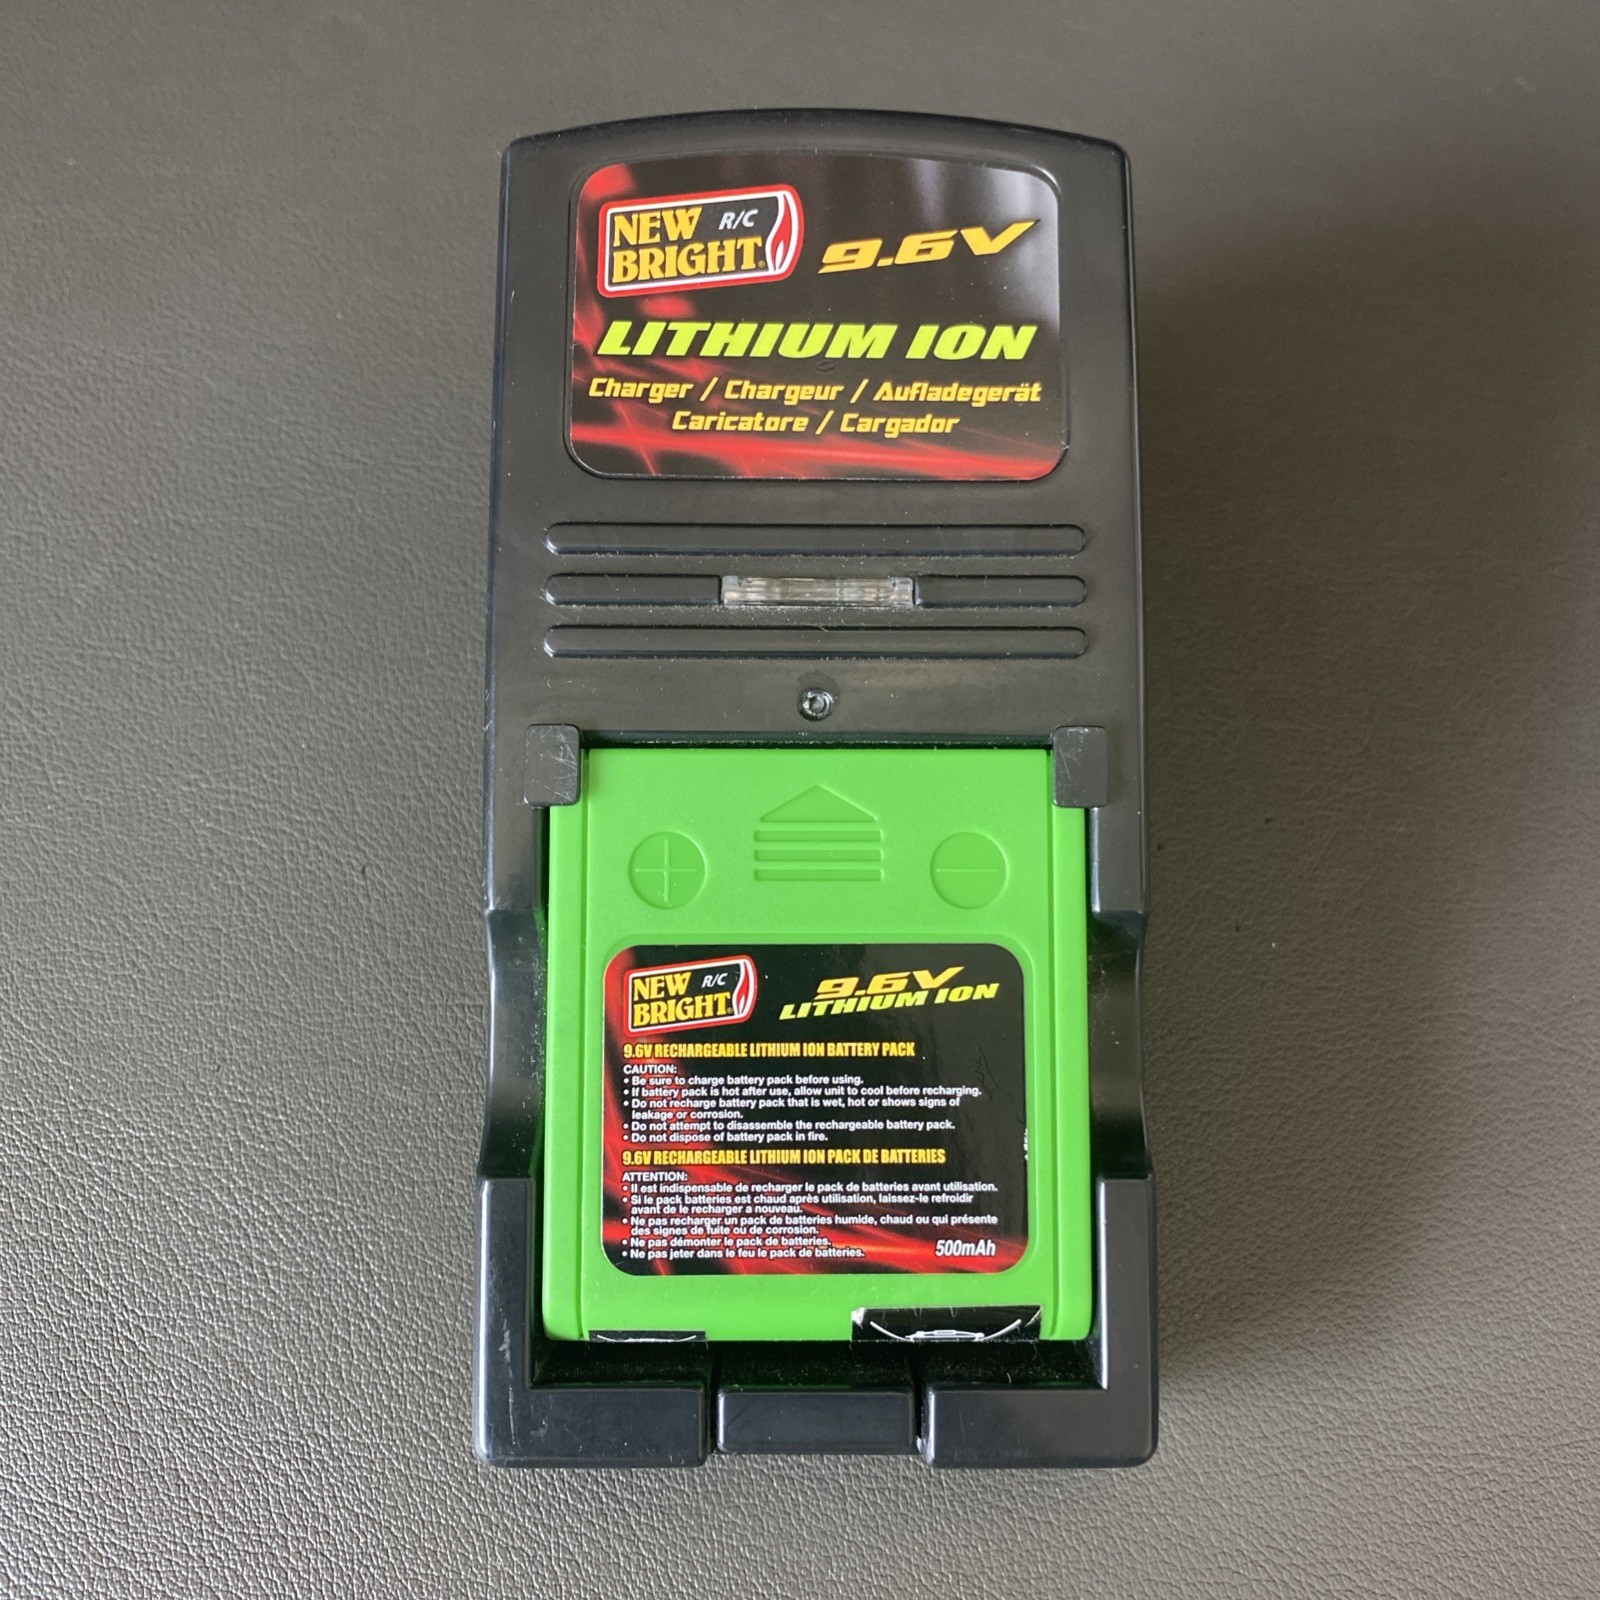 NEW R/C
BRIGHT®
9.6V
LITHIUM ION
Charger / Chargeur / Aufladegerät
Caricatore / Cargador
NEW R/C
BRIGHT®
9.6V
LITHIUM ION
9.6V RECHARGEABLE LITHIUM ION BATTERY PACK
CAUTION:
• Be sure to charge battery pack before using.
• If battery pack is hot after use, allow unit to cool before recharging.
• Do not recharge battery pack that is wet, hot or shows signs of
leakage or corrosion.
• Do not attempt to disassemble the rechargeable battery pack.
• Do not dispose of battery pack in fire.
9.6V RECHARGEABLE LITHIUM ION PACK DE BATTERIES
ATTENTION:
• Il est indispensable de recharger le pack de batteries avant utilisation.
• Si le pack batteries est chaud après utilisation, laissez-le refroidir
avant de le recharger a nouveau.
• Ne pas recharger un pack de batteries humide, chaud ou qui présente
des signes de fuite ou de corrosion.
• Ne pas démonter le pack de batteries.
• Ne pas jeter dans le feu le pack de batteries.
500mAh